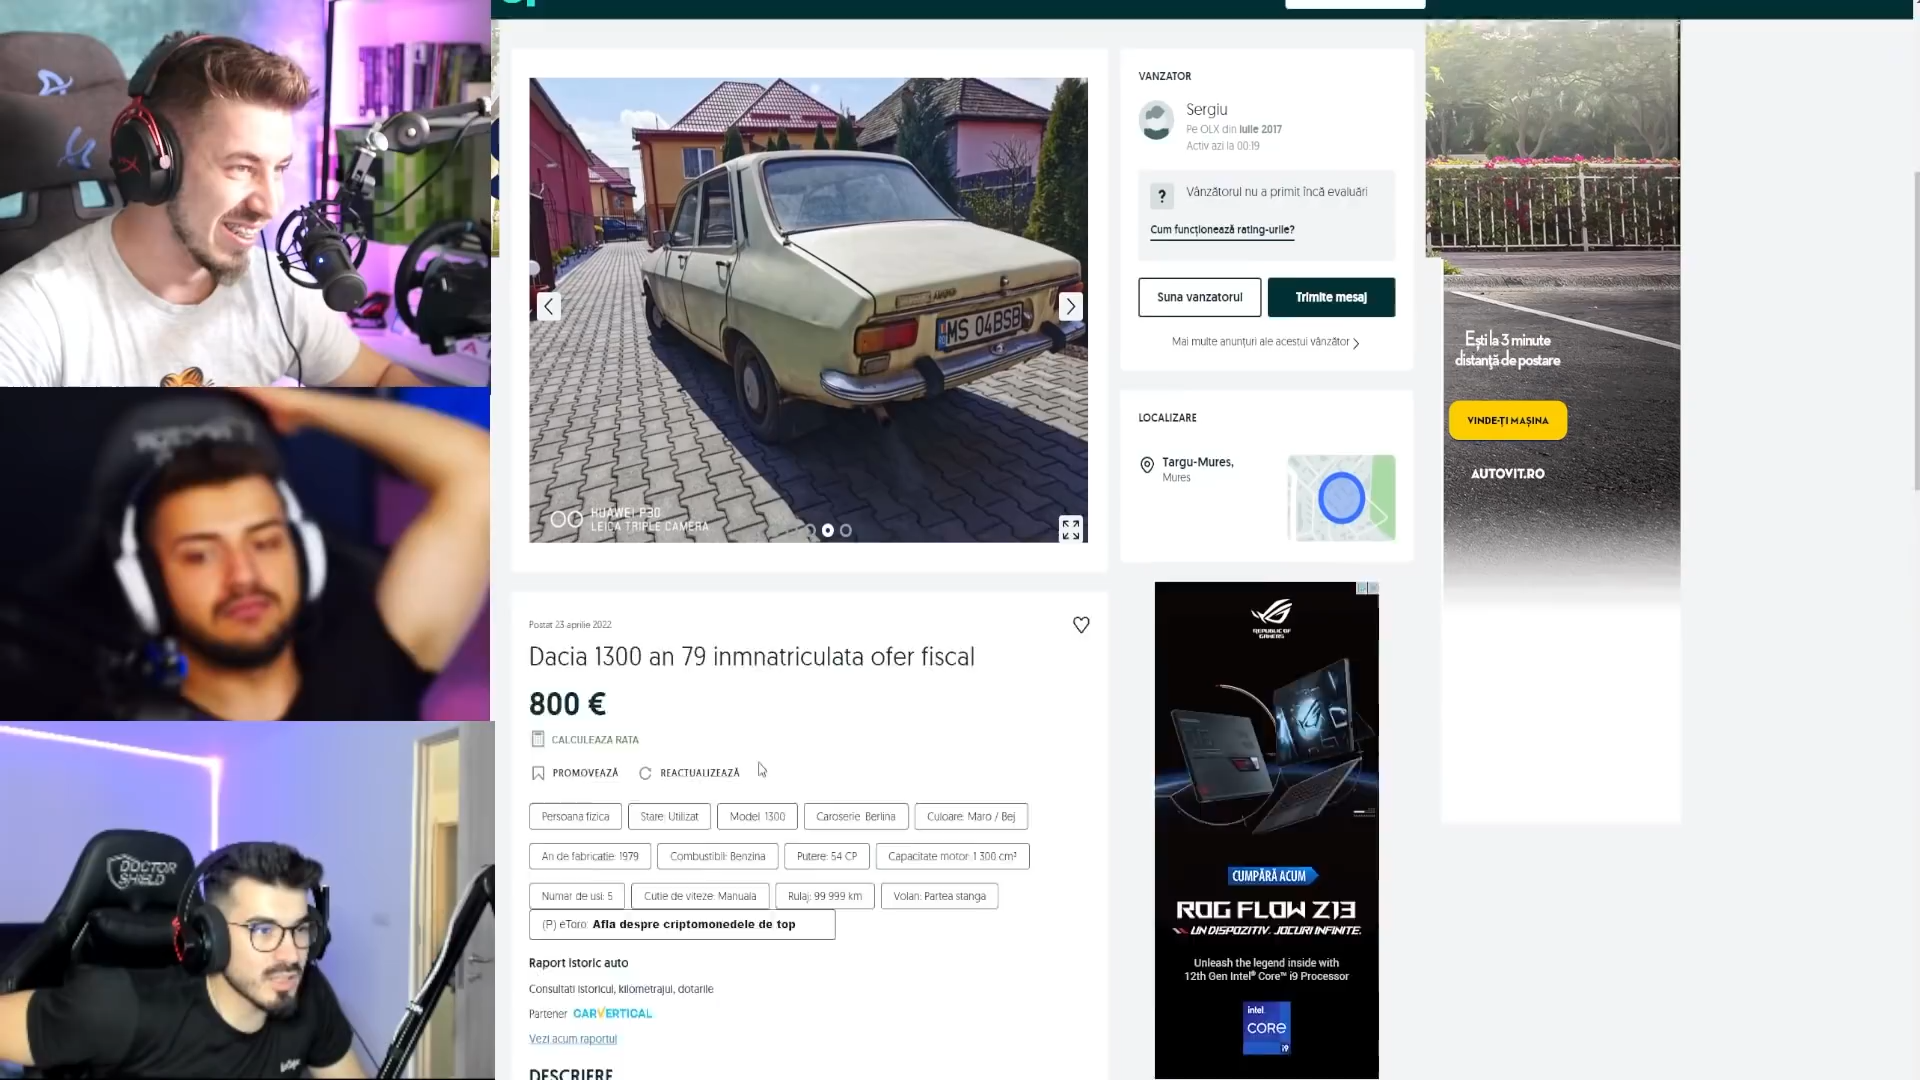 VANZATOR
Sergiu
Pe OLX din iulie 2017
Activ azi la 00:19
?
Vânzătorul nu a primit încă evaluări
Cum funcționează rating-urile?
Suna vanzatorul
Trimite mesaj
Mai multe anunțuri ale acestui vânzător
LOCALIZARE
Targu-Mures,
Mures
1300
MS 04BSB
HUAWEI P30
LEICA TRIPLE CAMERA
Postat 23 aprilie 2022
Dacia 1300 an 79 inmnatriculata ofer fiscal
800 €
CALCULEAZA RATA
PROMOVEAZĂ
REACTUALIZEAZĂ
Persoana fizica
Stare: Utilizat
Model: 1300
Caroserie: Berlina
Culoare: Maro / Bej
An de fabricatie: 1979
Combustibil: Benzina
Putere: 54 CP
Capacitate motor: 1 300 cm³
Numar de usi: 5
Cutie de viteze: Manuala
Rulaj: 99 999 km
Volan: Partea stanga
(P) eToro: Afla despre criptomonedele de top
Raport istoric auto
Consultati istoricul, kilometrajul, dotarile
Partener CARVERTICAL
Vezi acum raportul
DESCRIERE
Ești la 3 minute
distanță de postare
VINDE-ȚI MAȘINA
AUTOVIT.RO
REPUBLIC OF
GAMERS
CUMPĂRĂ ACUM
ROG FLOW Z13
UN DISPOZITIV. JOCURI INFINITE.
Unleash the legend inside with
12th Gen Intel® Core™ i9 Processor
intel
CORE
i9
DOCTOR
SHIELD